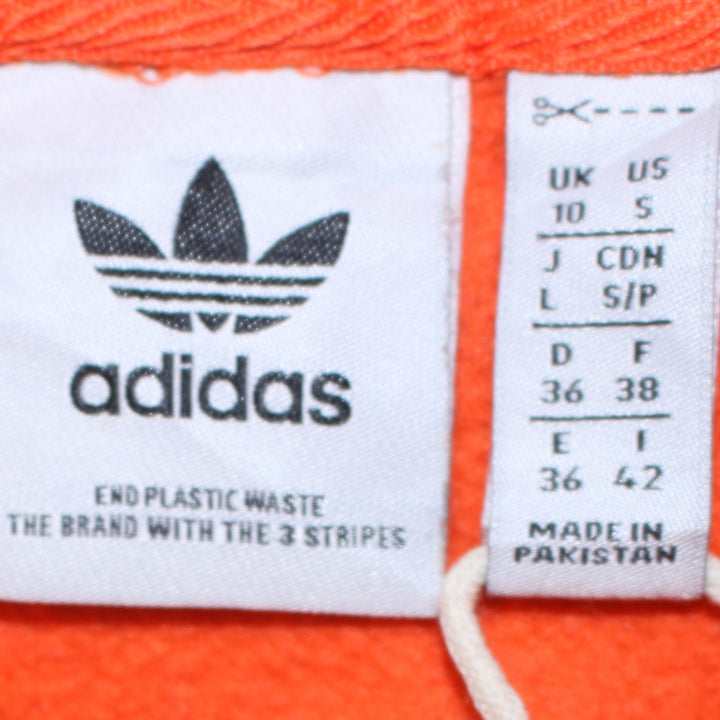 adidas
END PLASTIC WASTE
THE BRAND WITH THE 3 STRIPES
UK US
10 S
J CDN
L S/P
D F
36 38
E I
36 42
MADE IN
PAKISTAN